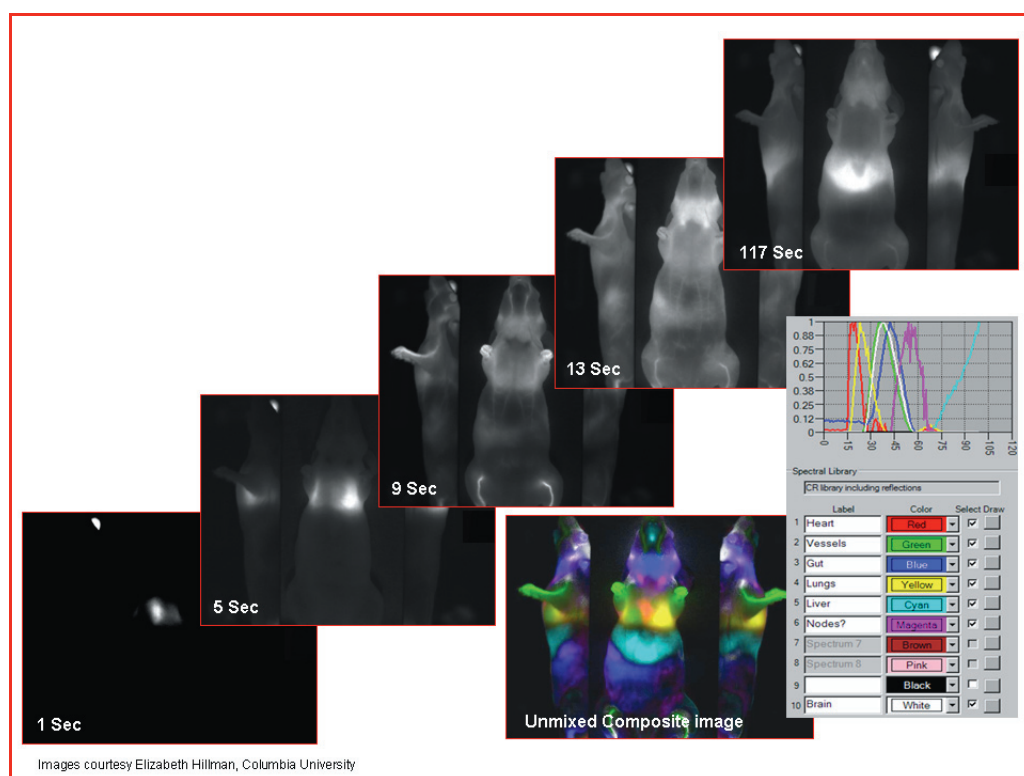 117 Sec
13 Sec
9 Sec
5 Sec
1 Sec
Unmixed Composite image
1
0.88
0.75
0.62
0.5
0.38
0.25
0.12
0
0 15 30 45 60 75 90 105 120
Spectral Library
CR library including reflections
Label Color Select Draw
1 Heart Red
2 Vessels Green
3 Gut Blue
4 Lungs Yellow
5 Liver Cyan
6 Nodes? Magenta
7 Spectrum 7 Brown
8 Spectrum 8 Pink
9 Black
10 Brain White
Images courtesy Elizabeth Hillman, Columbia University